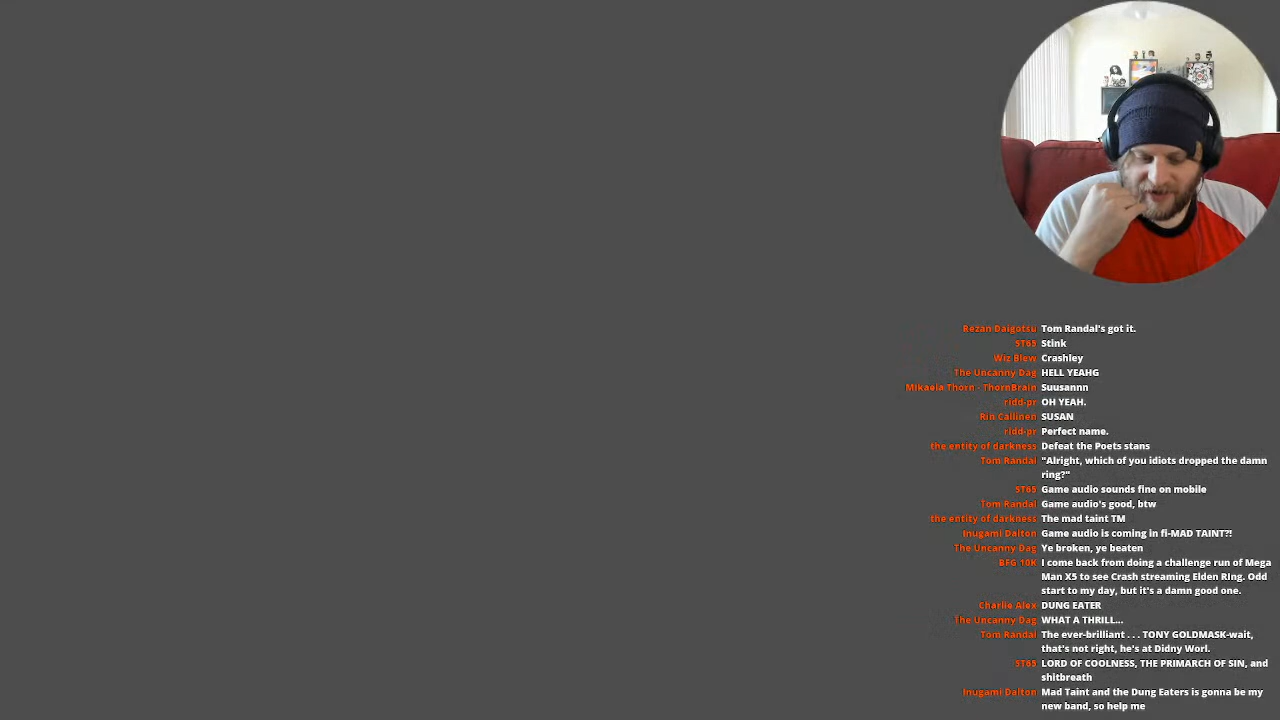 Rezan Daigotsu Tom Randal's got it.
ST65 Stink
Wiz Blew Crashley
The Uncanny Dag HELL YEAHG
Mikaela Thorn - ThornBrain Suusannn
ridd-pr OH YEAH.
Rin Cailinen SUSAN
ridd-pr Perfect name.
the entity of darkness Defeat the Poets stans
Tom Randal "Alright, which of you idiots dropped the damn
ring?"
ST65 Game audio sounds fine on mobile
Tom Randal Game audio's good, btw
the entity of darkness The mad taint TM
Inugami Dalton Game audio is coming in fi-MAD TAINT?!
The Uncanny Dag Ye broken, ye beaten
BFG 10K I come back from doing a challenge run of Mega
Man X5 to see Crash streaming Elden RIng. Odd
start to my day, but it's a damn good one.
Charlie Alex DUNG EATER
The Uncanny Dag WHAT A THRILL...
Tom Randal The ever-brilliant . . . TONY GOLDMASK-wait,
that's not right, he's at Didny Worl.
ST65 LORD OF COOLNESS, THE PRIMARCH OF SIN, and
shitbreath
Inugami Dalton Mad Taint and the Dung Eaters is gonna be my
new band, so help me